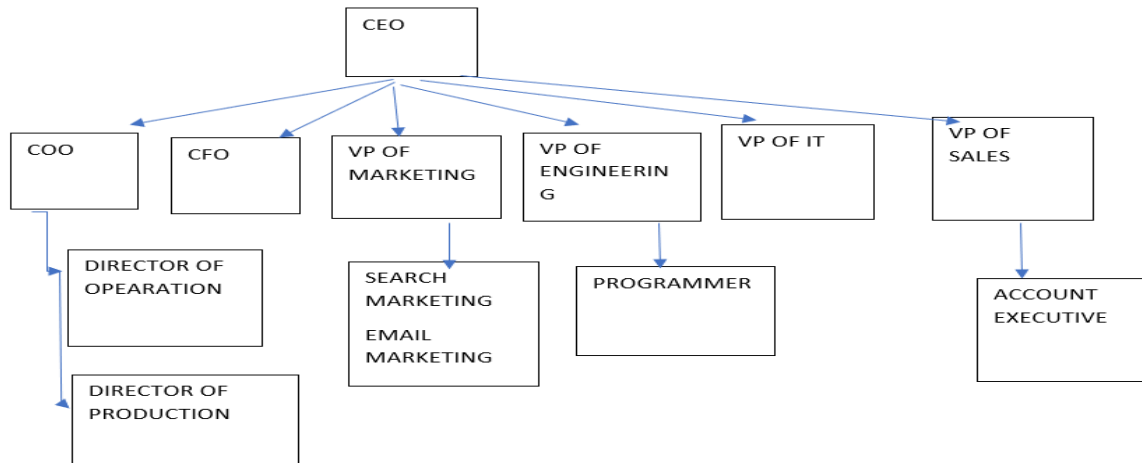 CEO
COO
CFO
VP OF
MARKETING
VP OF
ENGINEERIN
G
VP OF IT
VP OF
SALES
DIRECTOR OF
OPEARATION
SEARCH
MARKETING
EMAIL
MARKETING
PROGRAMMER
ACCOUNT
EXECUTIVE
DIRECTOR OF
PRODUCTION